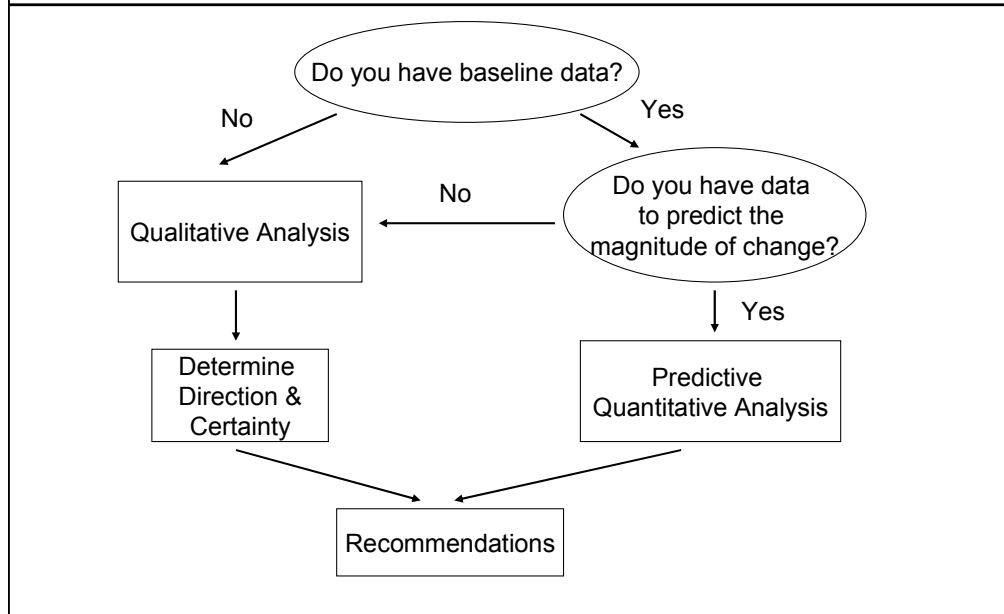 Do you have baseline data?
No
Yes
Do you have data
to predict the
magnitude of change?
No
Qualitative Analysis
Yes
Determine
Direction &
Certainty
Predictive
Quantitative Analysis
Recommendations